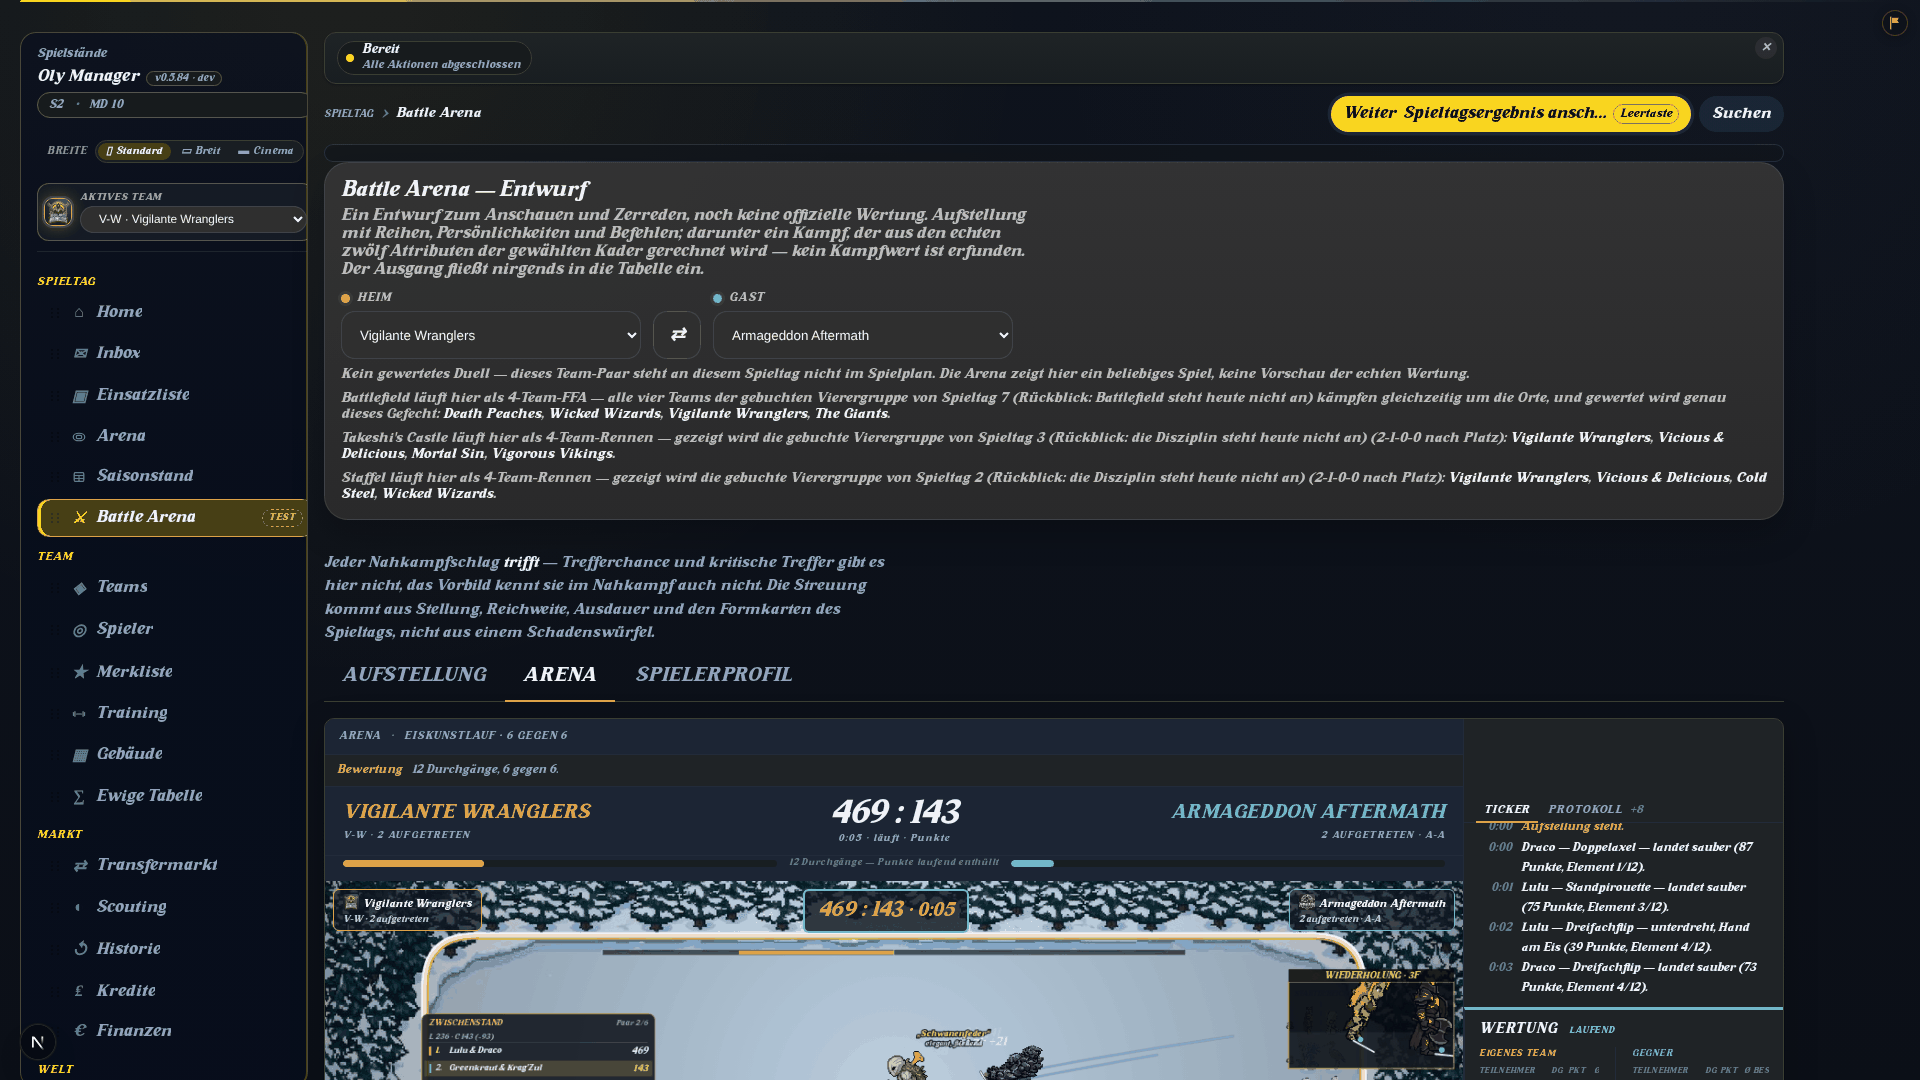 Spielstände
Oly Manager v0.5.84 · dev
S2 · MD 10
BREITE Standard Breit Cinema
AKTIVES TEAM
V-W · Vigilante Wranglers
SPIELTAG
Home
Inbox
Einsatzliste
Arena
Saisonstand
Battle Arena TEST
TEAM
Teams
Spieler
Merkliste
Training
Gebäude
Ewige Tabelle
MARKT
Transfermarkt
Scouting
Historie
Kredite
Finanzen
WELT
N
Bereit
Alle Aktionen abgeschlossen
SPIELTAG > Battle Arena
Weiter Spieltagsergebnis ansch... Leertaste
Suchen
Battle Arena — Entwurf
Ein Entwurf zum Anschauen und Zerreden, noch keine offizielle Wertung. Aufstellung
mit Reihen, Persönlichkeiten und Befehlen; darunter ein Kampf, der aus den echten
zwölf Attributen der gewählten Kader gerechnet wird — kein Kampfwert ist erfunden.
Der Ausgang fließt nirgends in die Tabelle ein.
HEIM
GAST
Vigilante Wranglers
Armageddon Aftermath
Kein gewertetes Duell — dieses Team-Paar steht an diesem Spieltag nicht im Spielplan. Die Arena zeigt hier ein beliebiges Spiel, keine Vorschau der echten Wertung.
Battlefield läuft hier als 4-Team-FFA — alle vier Teams der gebuchten Vierergruppe von Spieltag 7 (Rückblick: Battlefield steht heute nicht an) kämpfen gleichzeitig um die Orte, und gewertet wird genau
dieses Gefecht: Death Peaches, Wicked Wizards, Vigilante Wranglers, The Giants.
Takeshi's Castle läuft hier als 4-Team-Rennen — gezeigt wird die gebuchte Vierergruppe von Spieltag 3 (Rückblick: die Disziplin steht heute nicht an) (2-1-0-0 nach Platz): Vigilante Wranglers, Vicious &
Delicious, Mortal Sin, Vigorous Vikings.
Staffel läuft hier als 4-Team-Rennen — gezeigt wird die gebuchte Vierergruppe von Spieltag 2 (Rückblick: die Disziplin steht heute nicht an) (2-1-0-0 nach Platz): Vigilante Wranglers, Vicious & Delicious, Cold
Steel, Wicked Wizards.
Jeder Nahkampfschlag trifft — Trefferchance und kritische Treffer gibt es
hier nicht, das Vorbild kennt sie im Nahkampf auch nicht. Die Streuung
kommt aus Stellung, Reichweite, Ausdauer und den Formkarten des
Spieltags, nicht aus einem Schadenswürfel.
AUFSTELLUNG ARENA SPIELERPROFIL
ARENA · EISKUNSTLAUF · 6 GEGEN 6
Bewertung 12 Durchgänge, 6 gegen 6.
VIGILANTE WRANGLERS
V-W · 2 AUFGETRETEN
469 : 143
0:05 · läuft · Punkte
ARMAGEDDON AFTERMATH
2 AUFGETRETEN · A-A
12 Durchgänge — Punkte laufend enthüllt
Vigilante Wranglers
V-W · 2 aufgetreten
469 : 143 · 0:05
Armageddon Aftermath
2 aufgetreten · A-A
WIEDERHOLUNG · 3F
ZWISCHENSTAND Paar 2/6
L 236 · C 143 (-93)
1. Lulu & Draco 469
2. Greenkraut & Krag'Zul 143
„Schwanenfeder“
+21
TICKER PROTOKOLL +8
0:00 Aufstellung steht.
0:00 Draco — Doppelaxel — landet sauber (87
Punkte, Element 1/12).
0:01 Lulu — Standpirouette — landet sauber
(75 Punkte, Element 3/12).
0:02 Lulu — Dreifachflip — unterdreht, Hand
am Eis (39 Punkte, Element 4/12).
0:03 Draco — Dreifachflip — landet sauber (73
Punkte, Element 4/12).
WERTUNG LAUFEND
EIGENES TEAM GEGNER
TEILNEHMER DG PKT TEILNEHMER DG PKT Ø BES